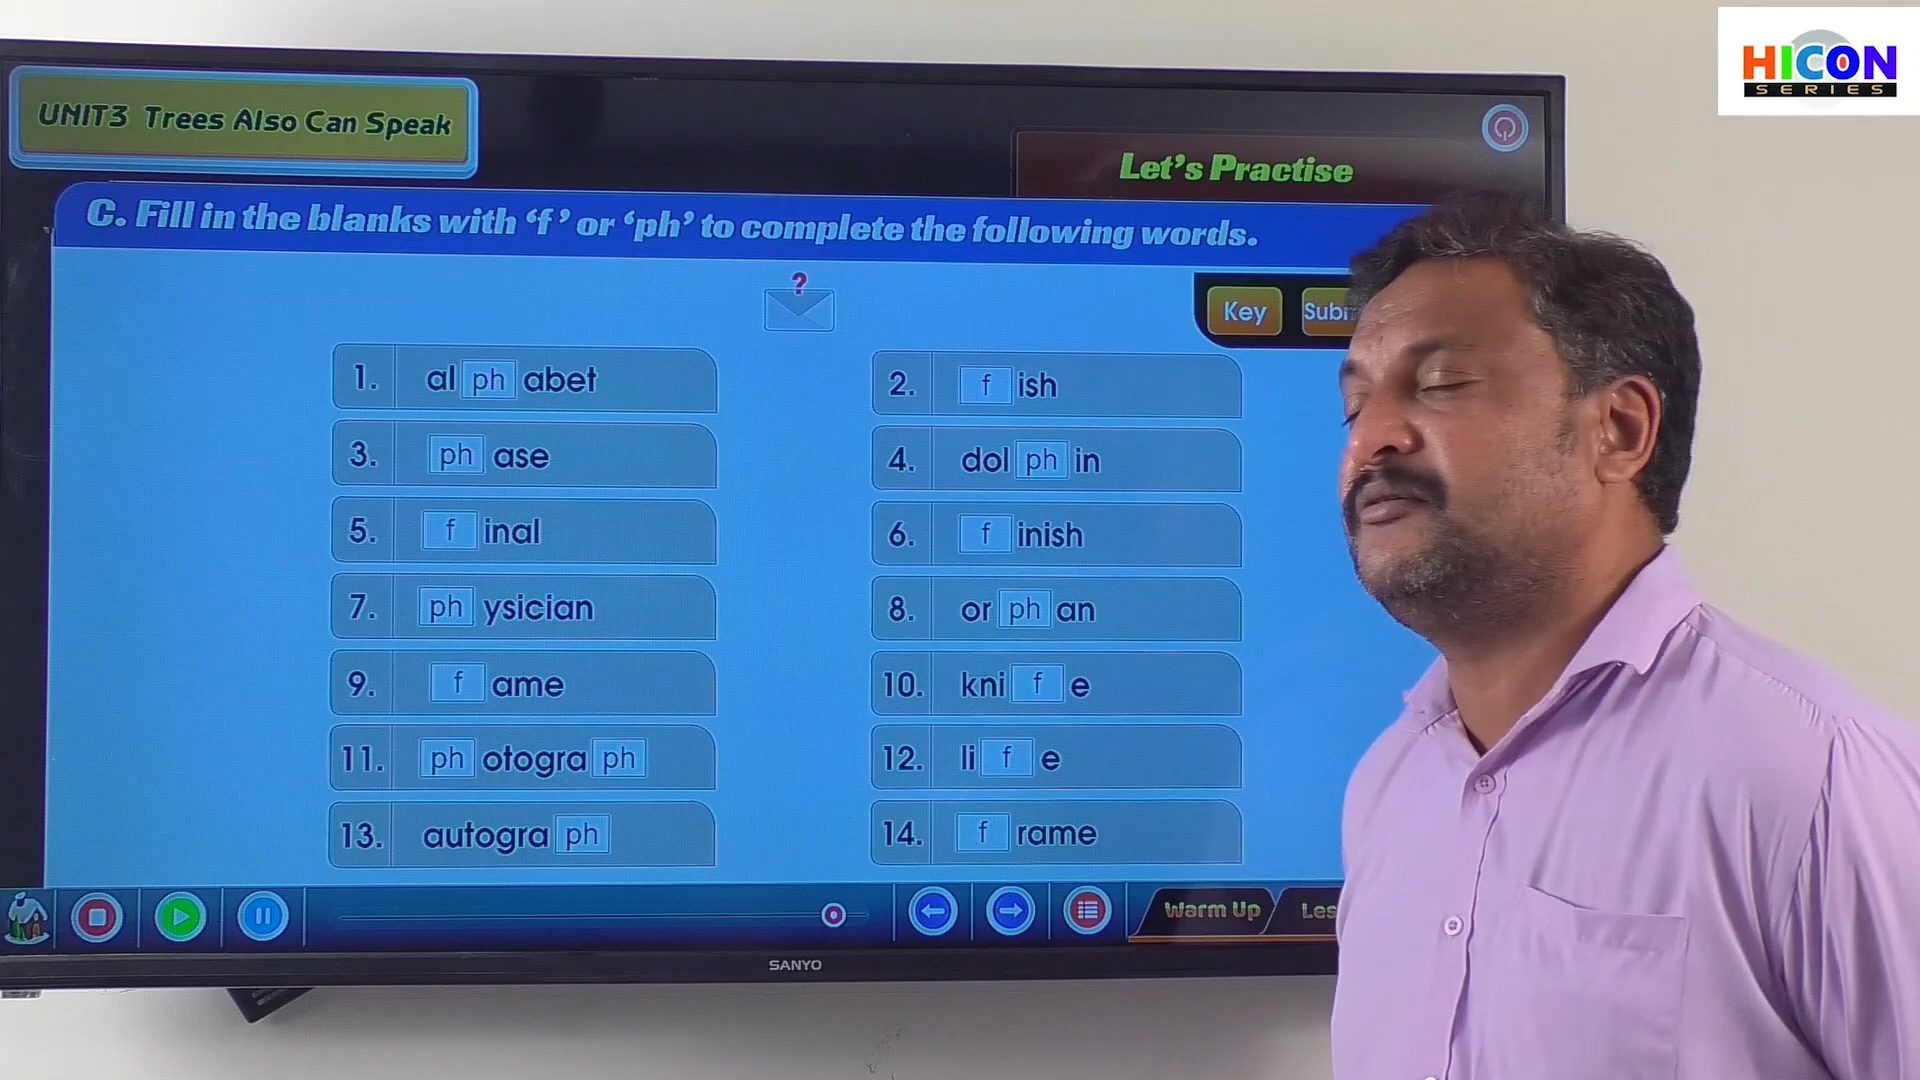 HICON
SERIES
UNIT3 Trees Also Can Speak
Let's Practise
C. Fill in the blanks with 'f' or 'ph' to complete the following words.
?
Key Subm
1. al ph abet
2. f ish
3. ph ase
4. dol ph in
5. f inal
6. f inish
7. ph ysician
8. or ph an
9. f ame
10. kni f e
11. ph otogra ph
12. li f e
13. autogra ph
14. f rame
Warm Up Les
SANYO